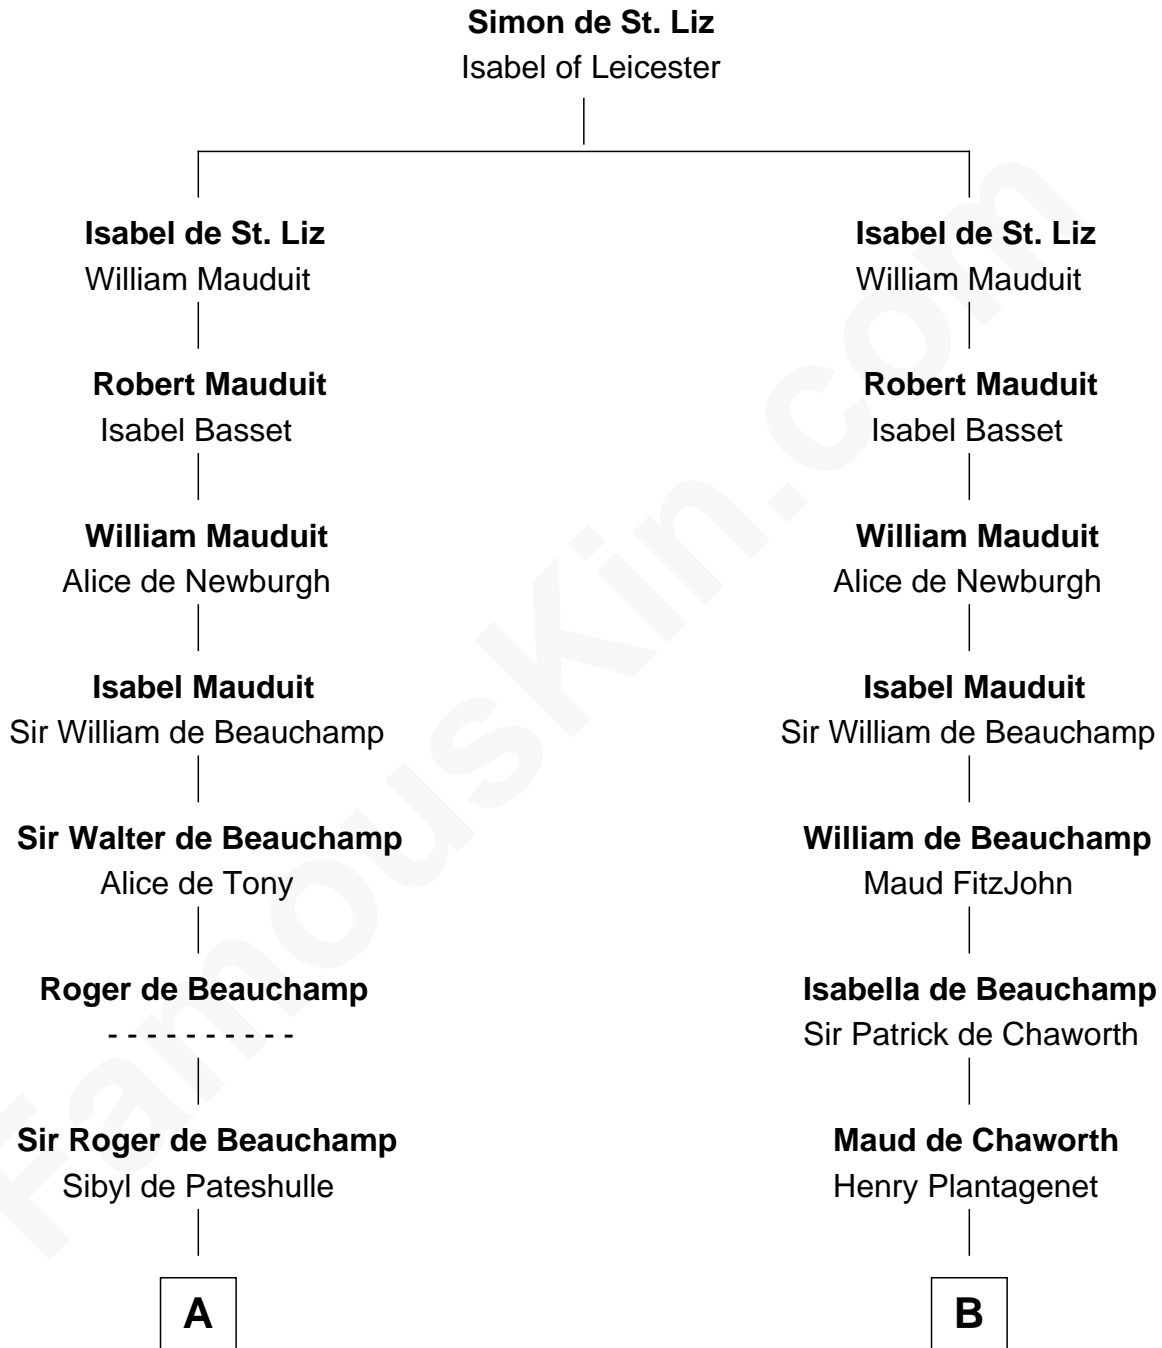 Simon de St. Liz
Isabel of Leicester
Isabel de St. Liz
William Mauduit
Isabel de St. Liz
William Mauduit
Robert Mauduit
Isabel Basset
Robert Mauduit
Isabel Basset
William Mauduit
Alice de Newburgh
William Mauduit
Alice de Newburgh
Isabel Mauduit
Sir William de Beauchamp
Isabel Mauduit
Sir William de Beauchamp
Sir Walter de Beauchamp
Alice de Tony
William de Beauchamp
Maud FitzJohn
Roger de Beauchamp
- - - - - - - - - -
Isabella de Beauchamp
Sir Patrick de Chaworth
Sir Roger de Beauchamp
Sibyl de Pateshulle
Maud de Chaworth
Henry Plantagenet
A
B
FamousKin.com